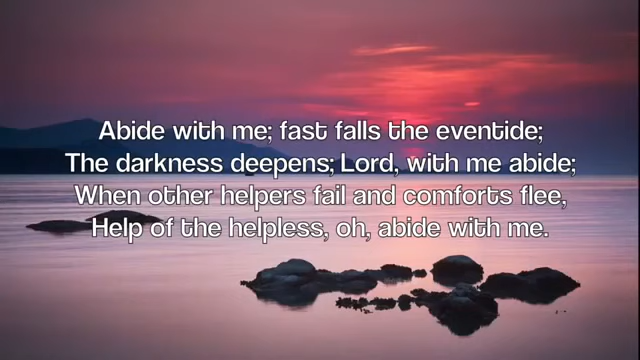 Abide with me; fast falls the eventide;
The darkness deepens; Lord, with me abide;
When other helpers fail and comforts flee,
Help of the helpless, oh, abide with me.